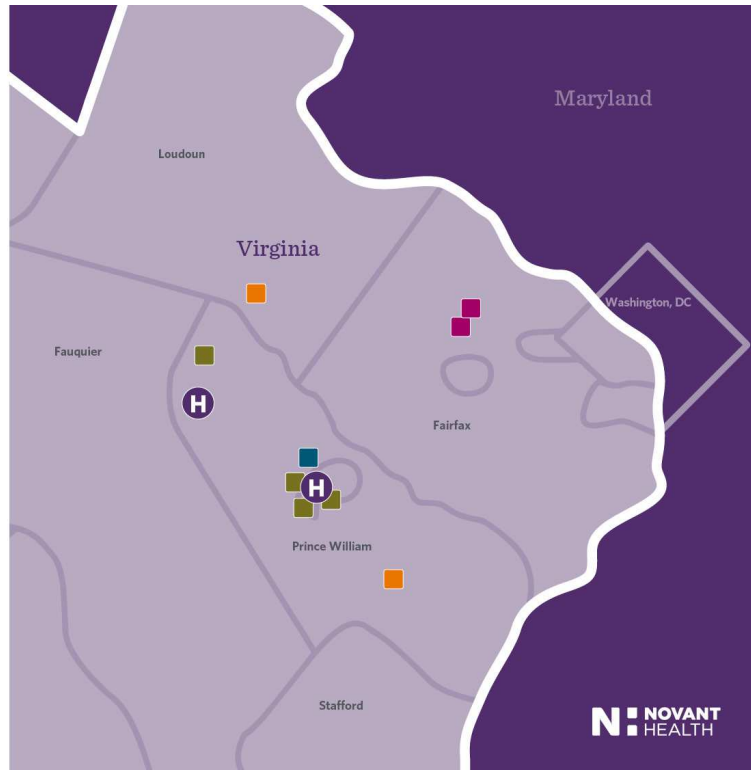 Maryland
Loudoun
Virginia
Washington, DC
Fauquier
Fairfax
H
H
Prince William
Stafford
N NOVANT
HEALTH